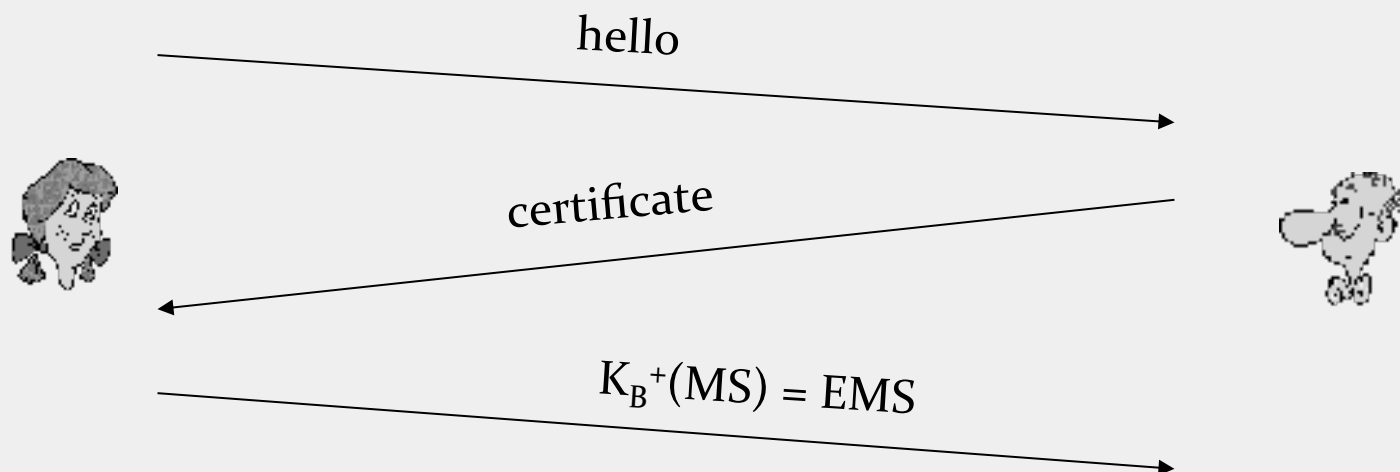 hello
certificate
K_B⁺(MS) = EMS